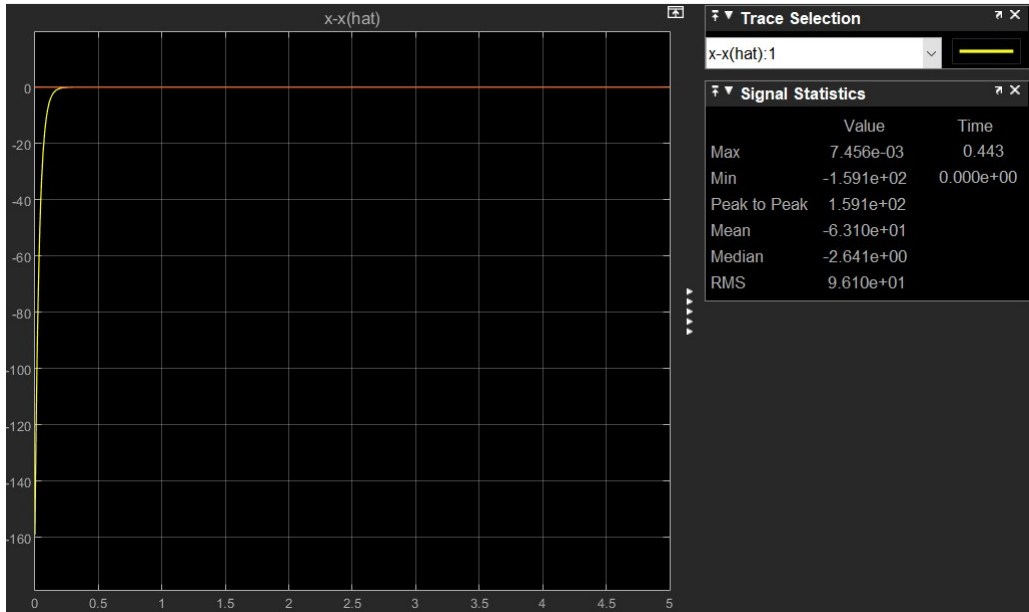 x-x(hat)
0
-20
-40
-60
-80
-100
-120
-140
-160
0 0.5 1 1.5 2 2.5 3 3.5 4 4.5 5
Trace Selection
x-x(hat):1
Signal Statistics
Value Time
Max 7.456e-03 0.443
Min -1.591e+02 0.000e+00
Peak to Peak 1.591e+02
Mean -6.310e+01
Median -2.641e+00
RMS 9.610e+01